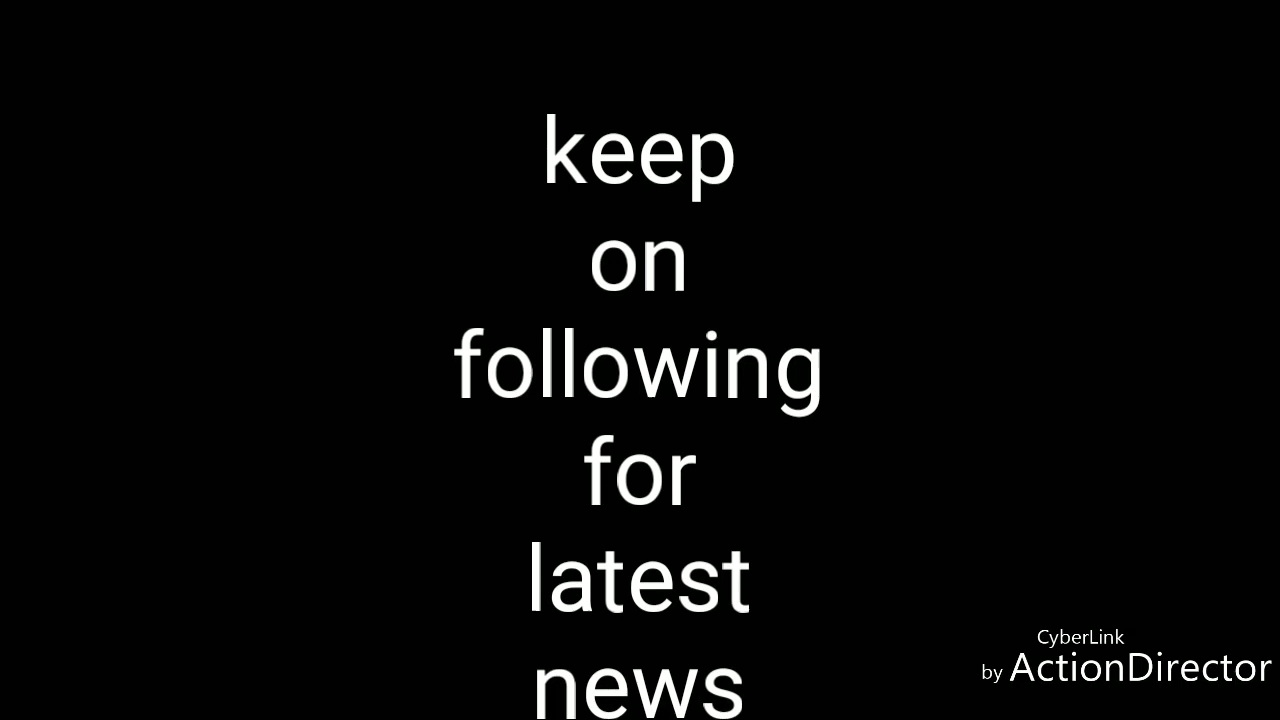 keep
on
following
for
latest
news
CyberLink
by ActionDirector